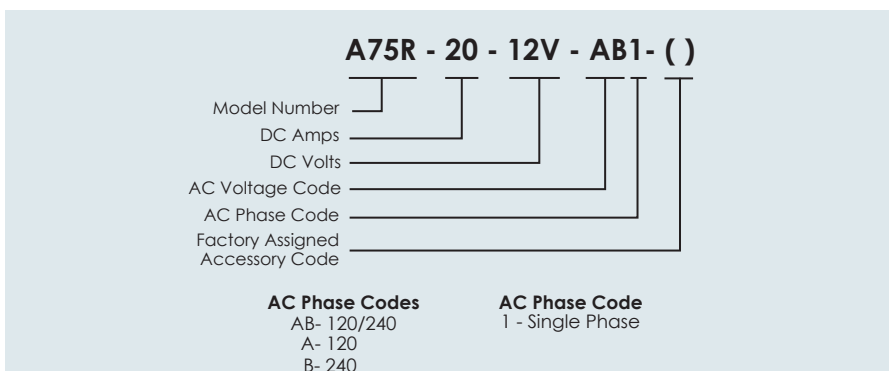 A75R - 20 - 12V - AB1- ( )
Model Number
DC Amps
DC Volts
AC Voltage Code
AC Phase Code
Factory Assigned
Accessory Code
AC Phase Codes
AB- 120/240
A- 120
B- 240
AC Phase Code
1 - Single Phase